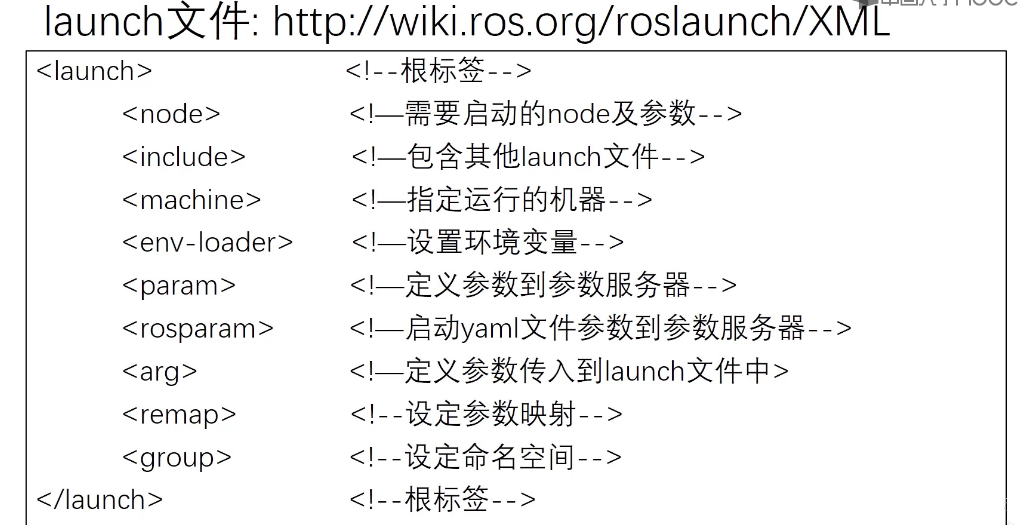 launch文件: http://wiki.ros.org/roslaunch/XML
<launch> <!--根标签-->
<node> <!—需要启动的node及参数-->
<include> <!—包含其他launch文件-->
<machine> <!—指定运行的机器-->
<env-loader> <!—设置环境变量-->
<param> <!—定义参数到参数服务器-->
<rosparam> <!—启动yaml文件参数到参数服务器-->
<arg> <!—定义参数传入到launch文件中>
<remap> <!--设定参数映射-->
<group> <!--设定命名空间-->
</launch> <!--根标签-->